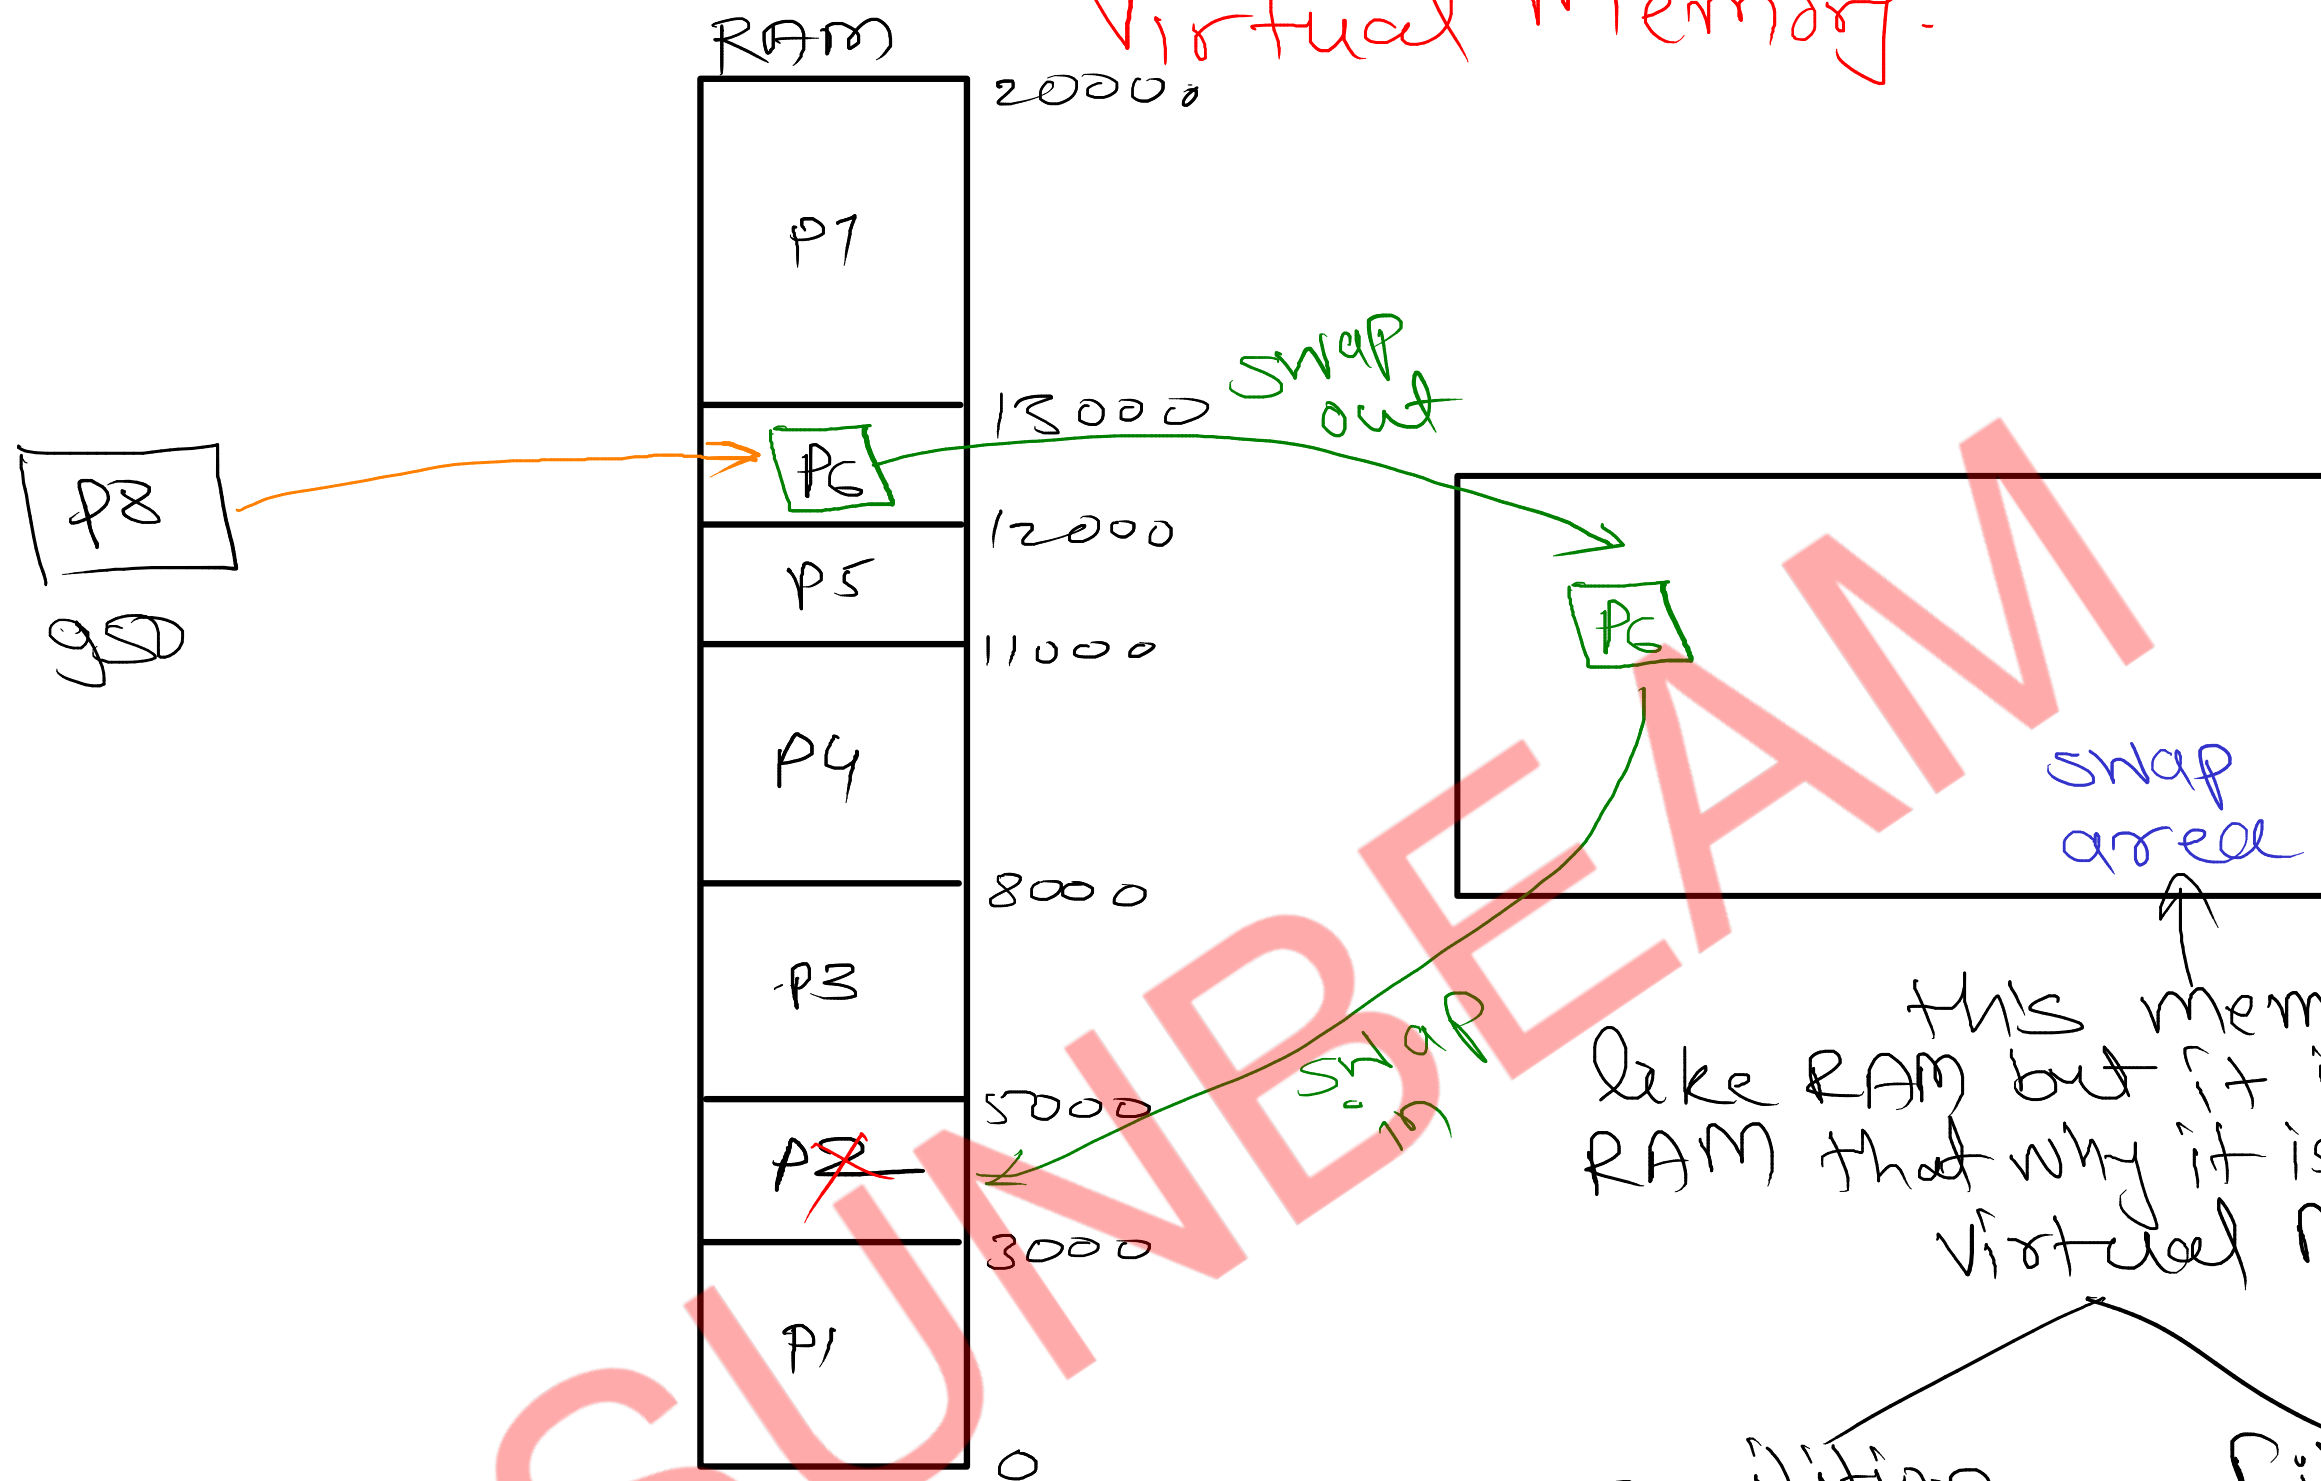 Virtual Memory.
RAM
20000
P7
swap
out
13000
P6
P8
12000
P5
P6
950
11000
P4
swap
area
8000
P3
this
like RAM but it
swap
in
5000
P2
RAM that why it is
3000
virtual
P1
0
SUNBEAM